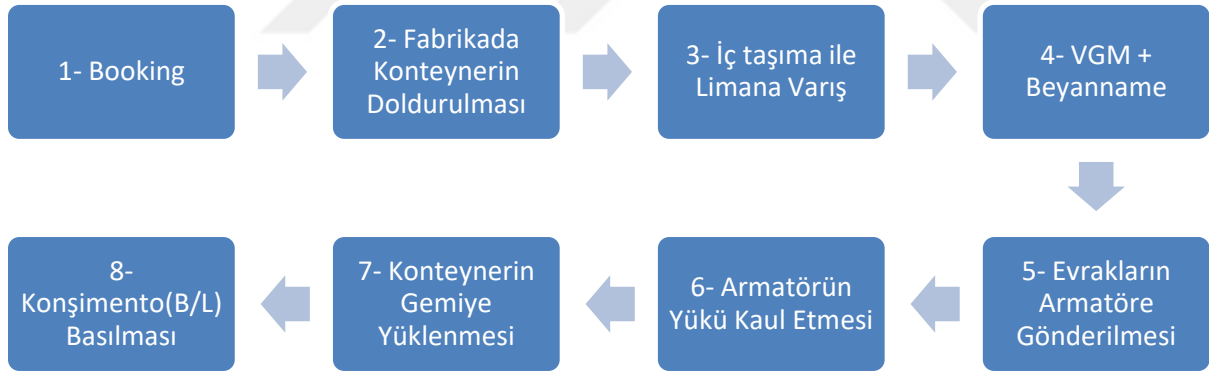 1- Booking
2- Fabrikada
Konteynerin
Doldurulması
3- İç taşıma ile
Limana Varış
4- VGM +
Beyanname
5- Evrakların
Armatöre
Gönderilmesi
6- Armatörün
Yükü Kaul Etmesi
7- Konteynerin
Gemiye
Yüklenmesi
8-
Konşimento(B/L)
Basılması